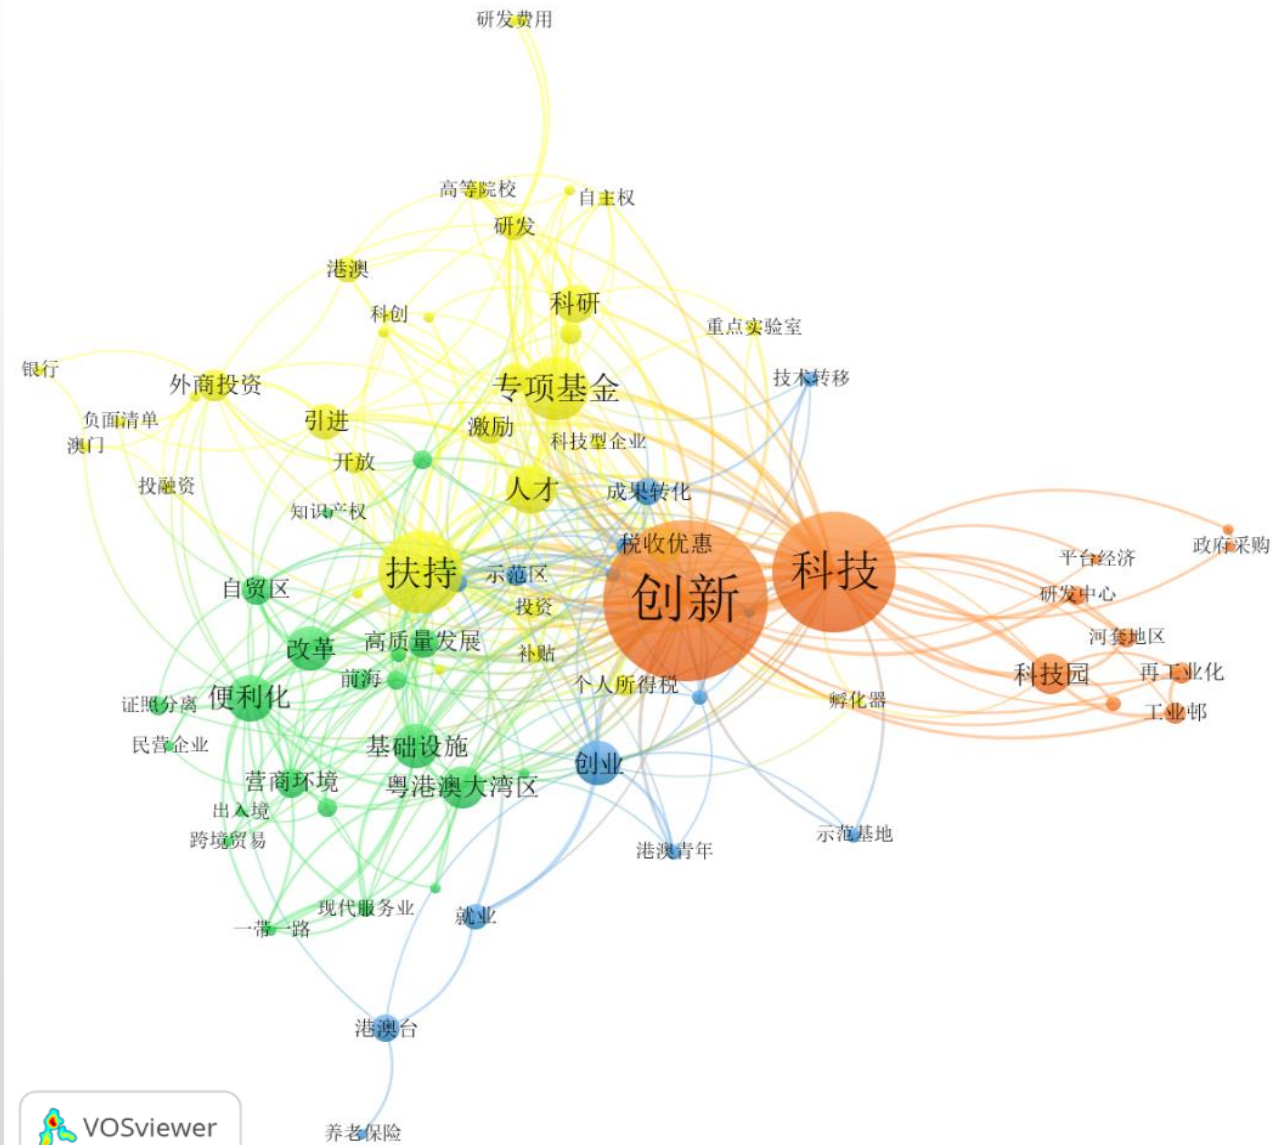 研发费用
高等院校
自主权
研发
港澳
科研
科创
重点实验室
银行
外商投资
专项基金
技术转移
负面清单
引进
激励
澳门
科技型企业
开放
投融资
人才
成果转化
知识产权
税收优惠
政府采购
平台经济
扶持
示范区
科技
自贸区
创新
研发中心
投资
河套地区
改革
高质量发展
补贴
前海
个人所得税
科技园
再工业化
便利化
证照分离
孵化器
工业邨
民营企业
基础设施
创业
营商环境
粤港澳大湾区
出入境
跨境贸易
港澳青年
示范基地
现代服务业
就业
一带一路
港澳台
养老保险
VOSviewer